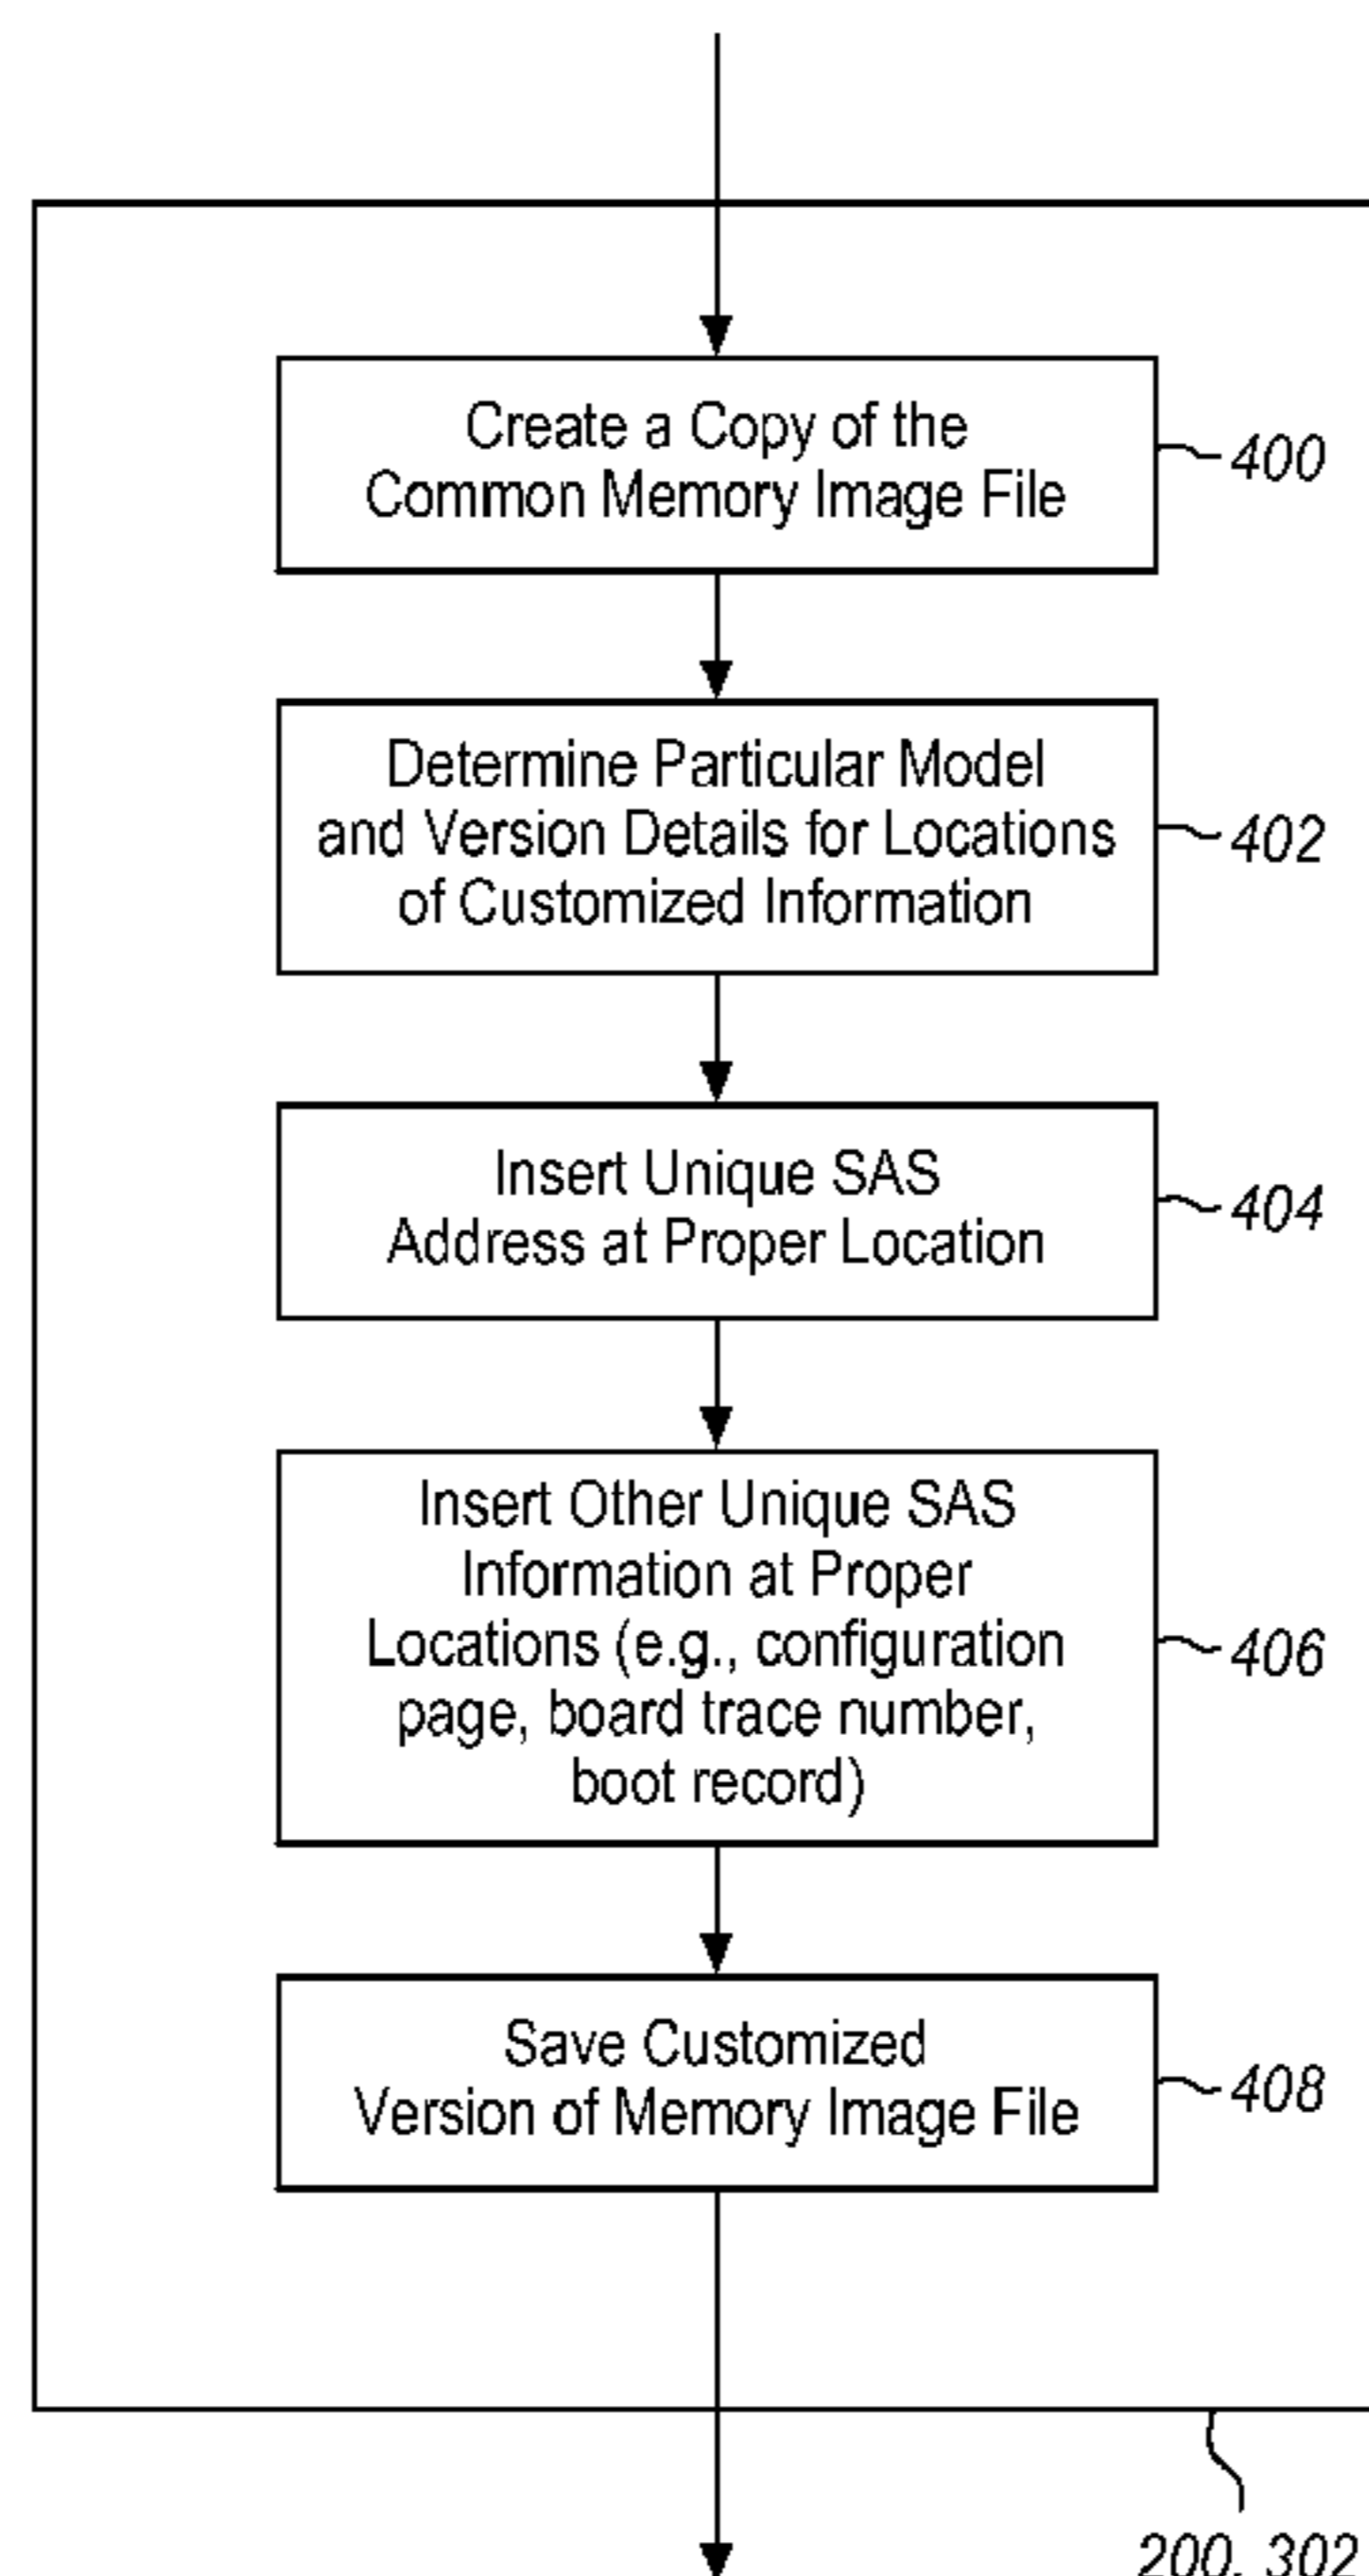 Create a Copy of the
Common Memory Image File
400
Determine Particular Model
and Version Details for Locations
of Customized Information
402
Insert Unique SAS
Address at Proper Location
404
Insert Other Unique SAS
Information at Proper
Locations (e.g., configuration
page, board trace number,
boot record)
406
Save Customized
Version of Memory Image File
408
200, 302